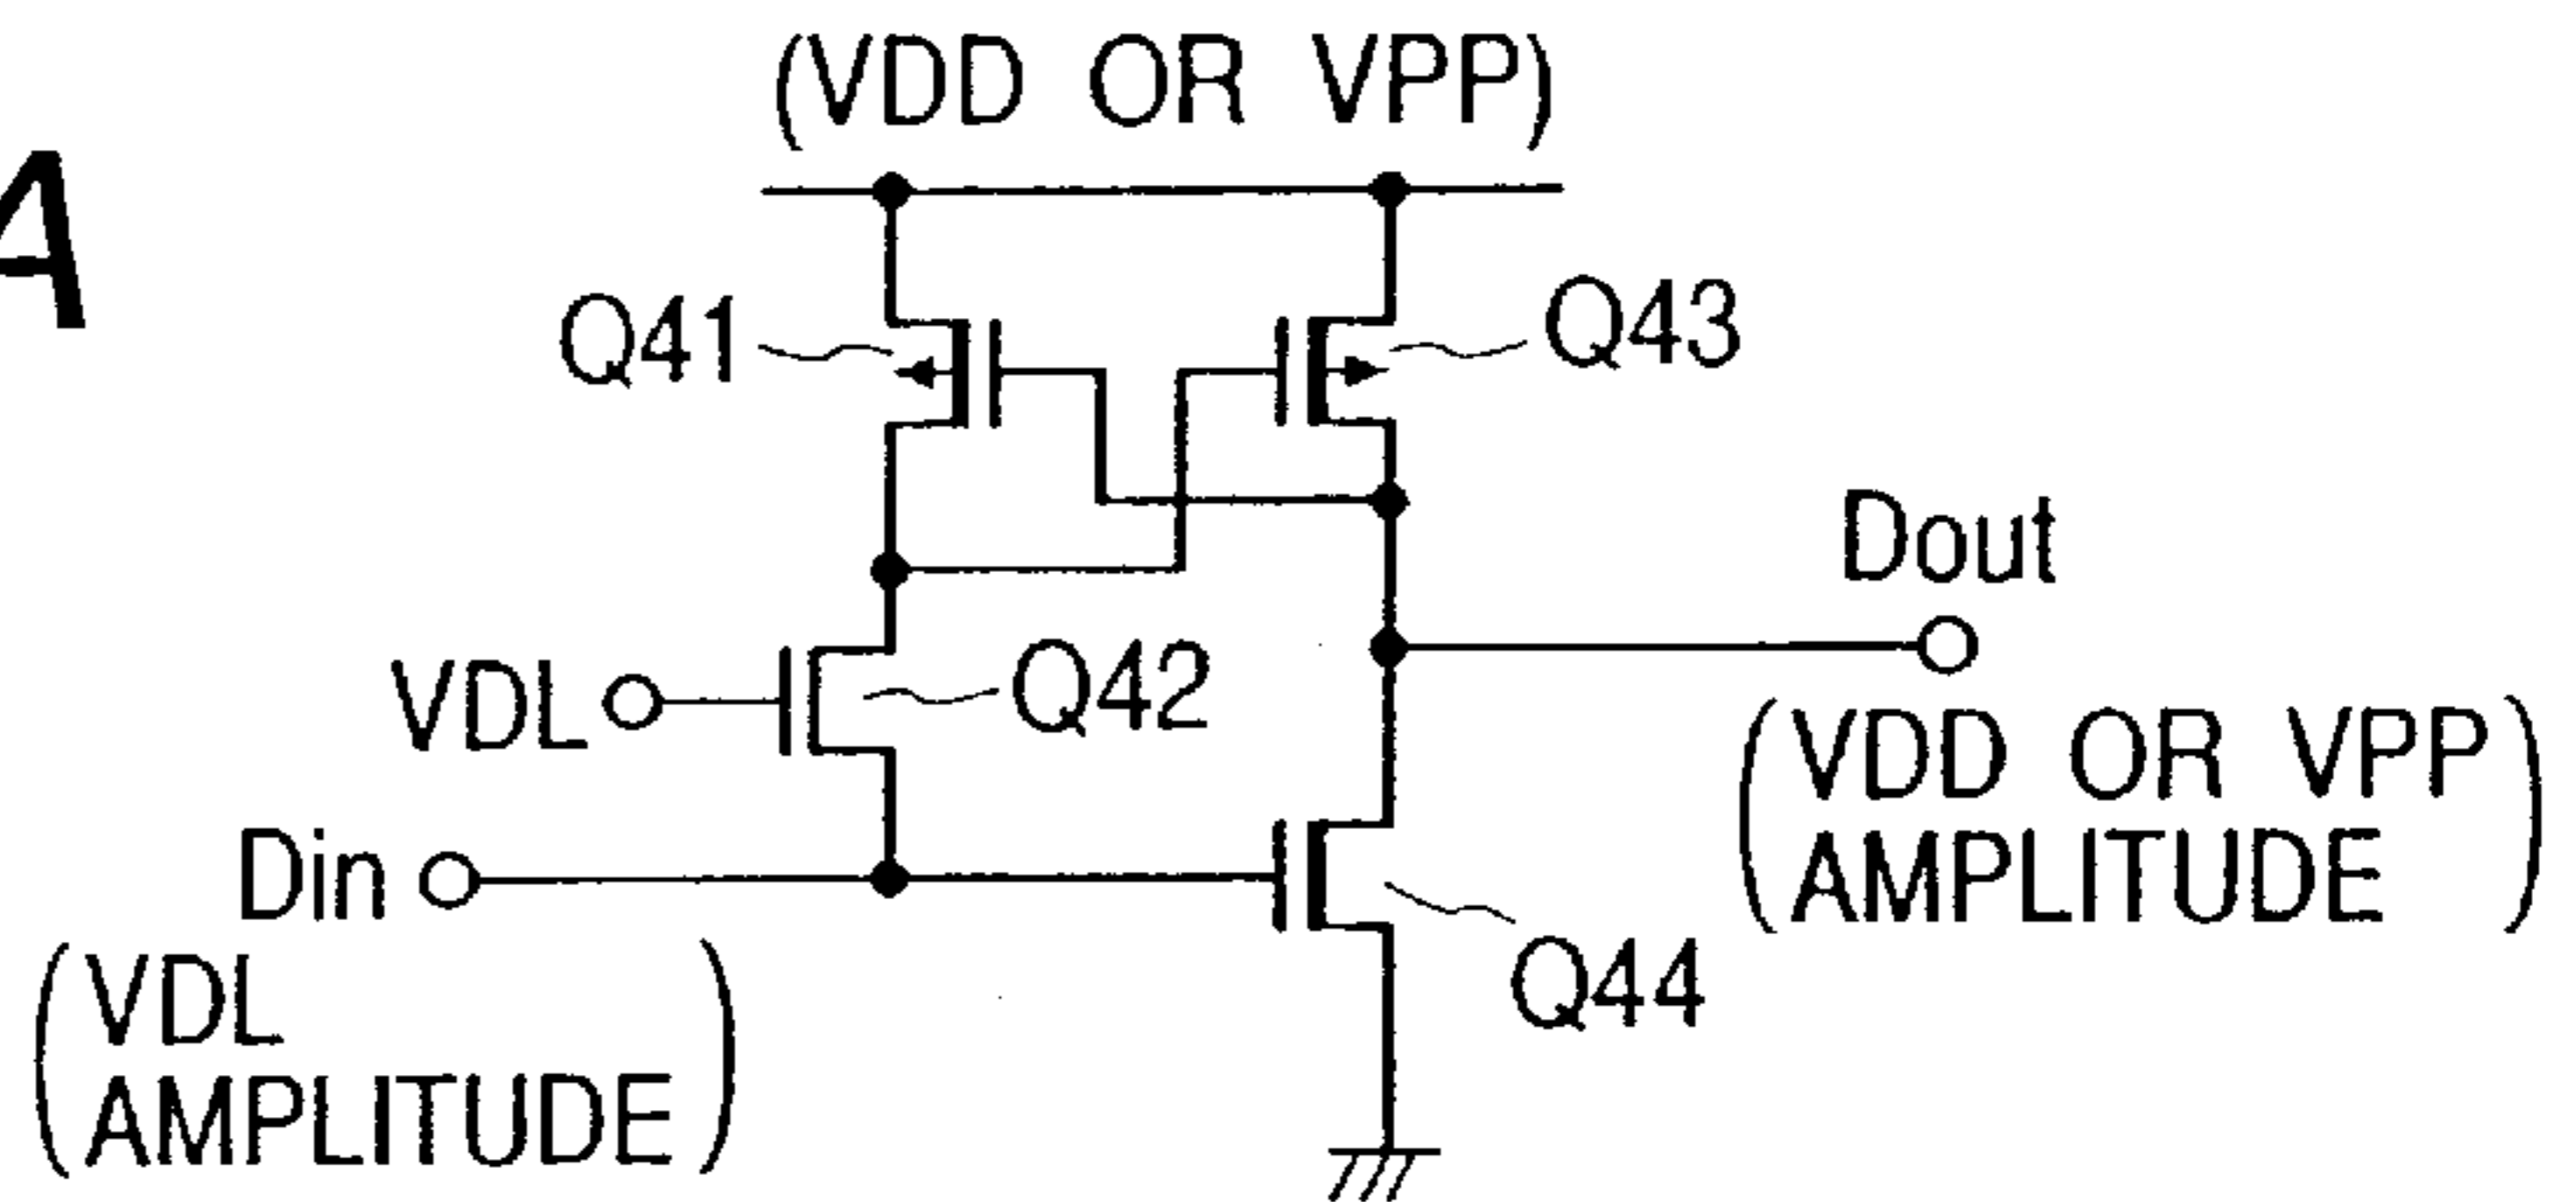 A
(VDD OR VPP)
Q41
Q43
Dout
VDL
Q42
(VDD OR VPP
AMPLITUDE)
Din
(VDL
AMPLITUDE)
Q44